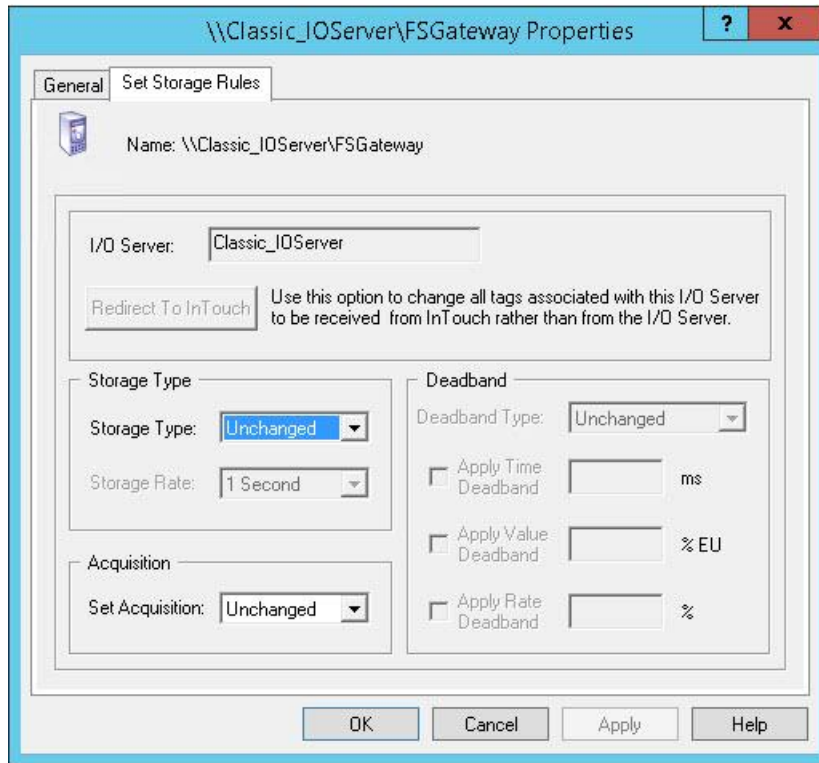 \\Classic_IOServer\FSGateway Properties
?
x
General
Set Storage Rules
Name: \\Classic_IOServer\FSGateway
I/O Server:
Classic_IOServer
Redirect To InTouch
Use this option to change all tags associated with this I/O Server
to be received from InTouch rather than from the I/O Server.
Storage Type
Storage Type:
Unchanged
Storage Rate:
1 Second
Acquisition
Set Acquisition:
Unchanged
Deadband
Deadband Type:
Unchanged
Apply Time
Deadband
ms
Apply Value
Deadband
% EU
Apply Rate
Deadband
%
OK
Cancel
Apply
Help